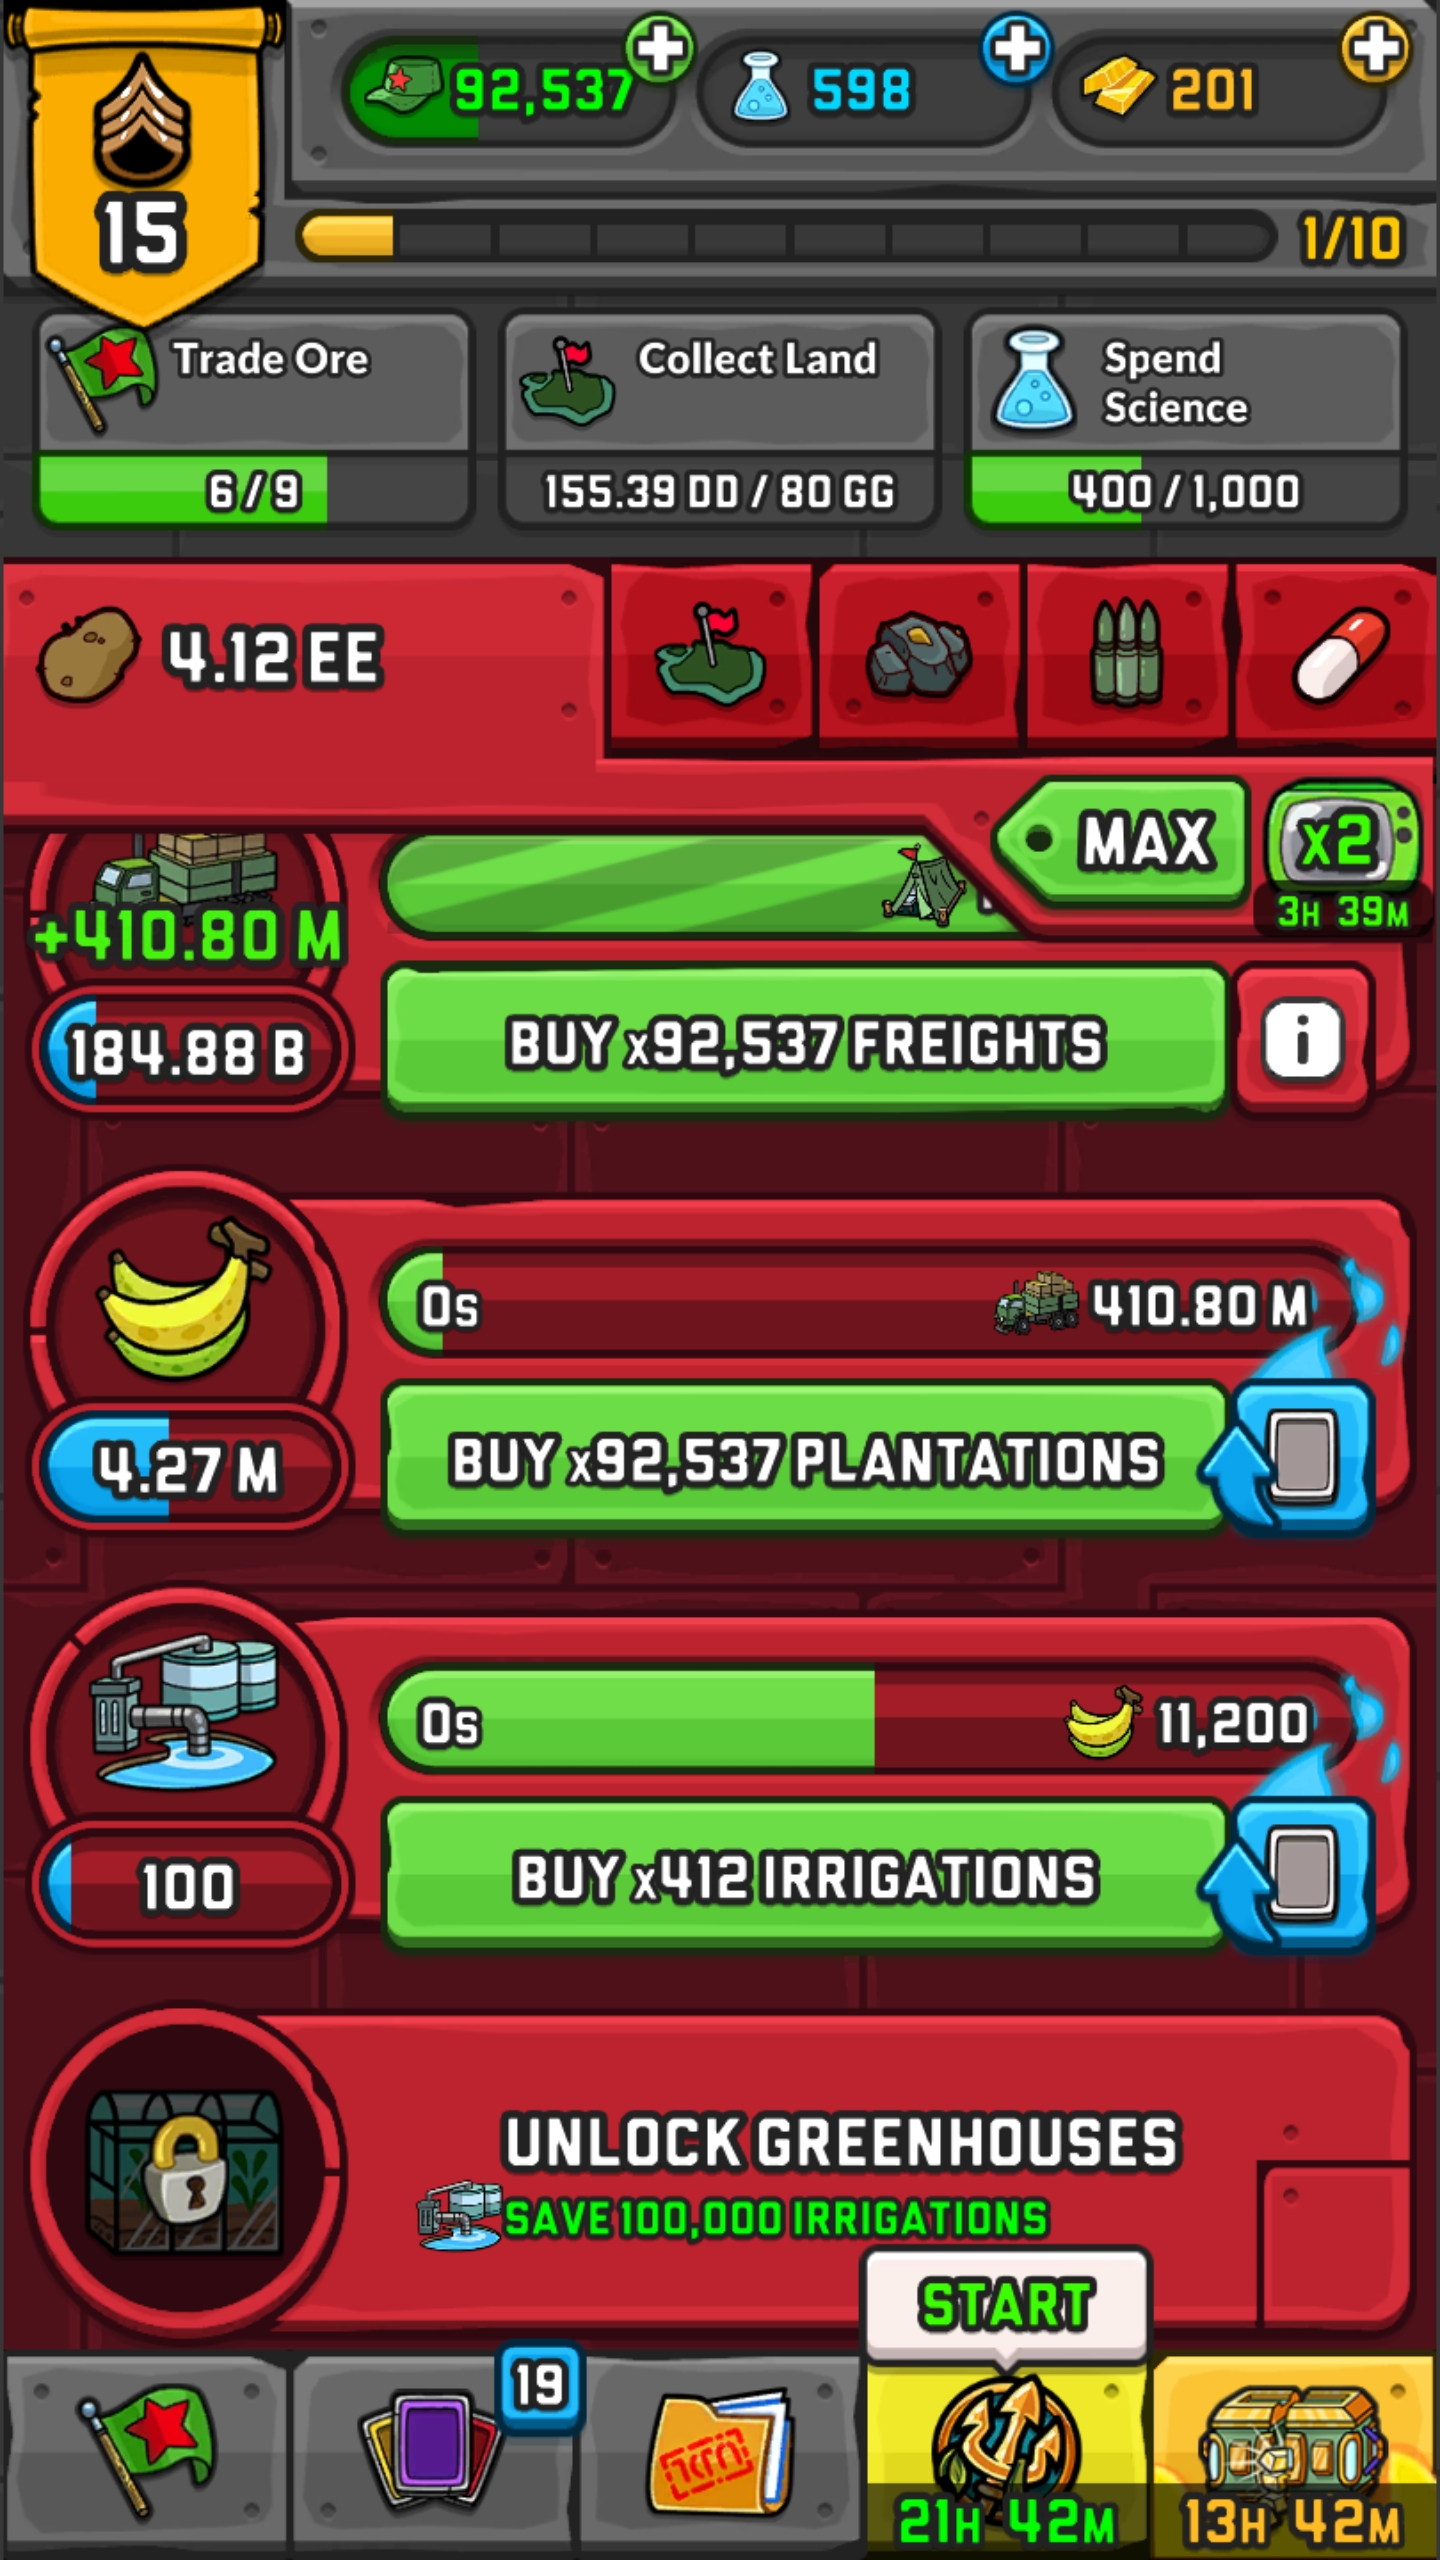 92,537
598
201
15
1/10
Trade Ore
Collect Land
Spend
Science
6/9
155.39 DD / 80 GG
400 / 1,000
4.12 EE
MAX
x2
3H 39M
+410.80 M
184.88 B
BUY x92,537 FREIGHTS
i
0s
410.80 M
4.27 M
BUY x92,537 PLANTATIONS
0s
11,200
100
BUY x412 IRRIGATIONS
UNLOCK GREENHOUSES
SAVE 100,000 IRRIGATIONS
START
19
21H 42M
13H 42M